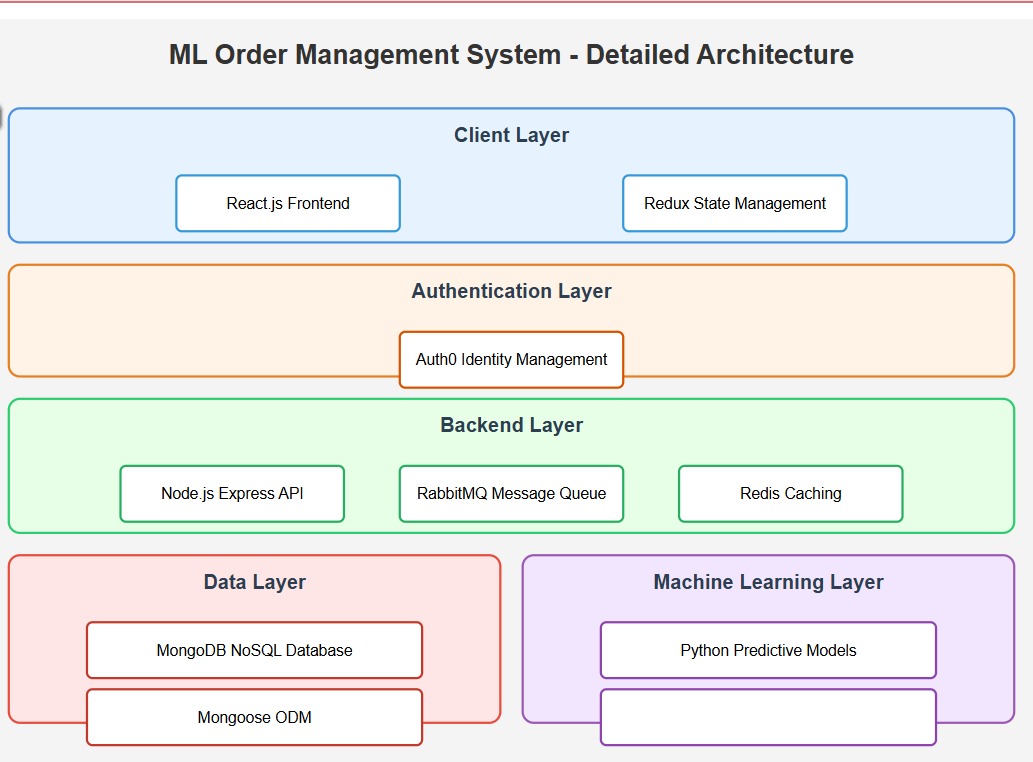 ML Order Management System - Detailed Architecture
Client Layer
React.js Frontend
Redux State Management
Authentication Layer
Auth0 Identity Management
Backend Layer
Node.js Express API
RabbitMQ Message Queue
Redis Caching
Data Layer
MongoDB NoSQL Database
Mongoose ODM
Machine Learning Layer
Python Predictive Models